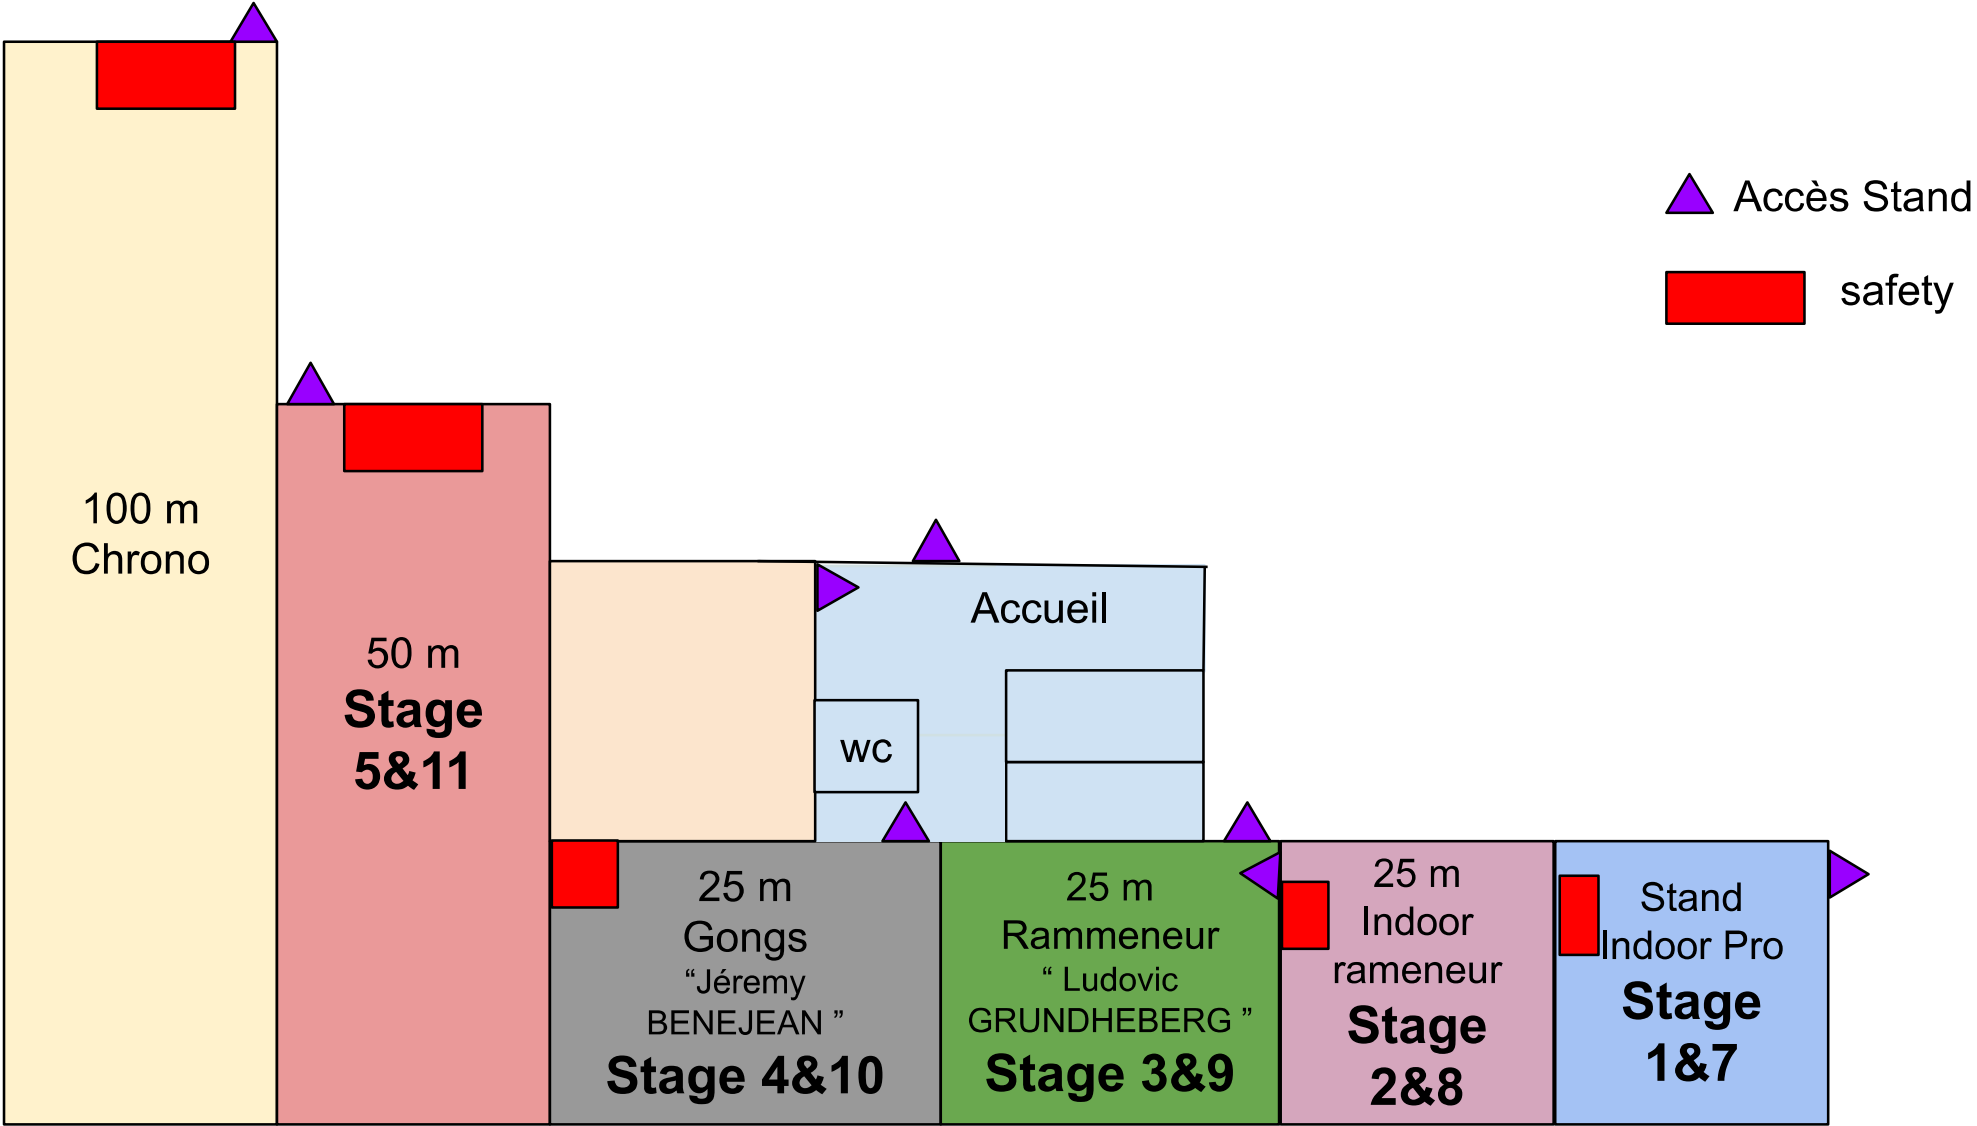 Accès Stand
safety
100 m
Chrono
50 m
Stage
5&11
Accueil
wc
25 m
Gongs
“Jéremy
BENEJEAN ”
Stage 4&10
25 m
Rammeneur
“ Ludovic
GRUNDHEBERG ”
Stage 3&9
25 m
Indoor
rameneur
Stage
2&8
Stand
Indoor Pro
Stage
1&7